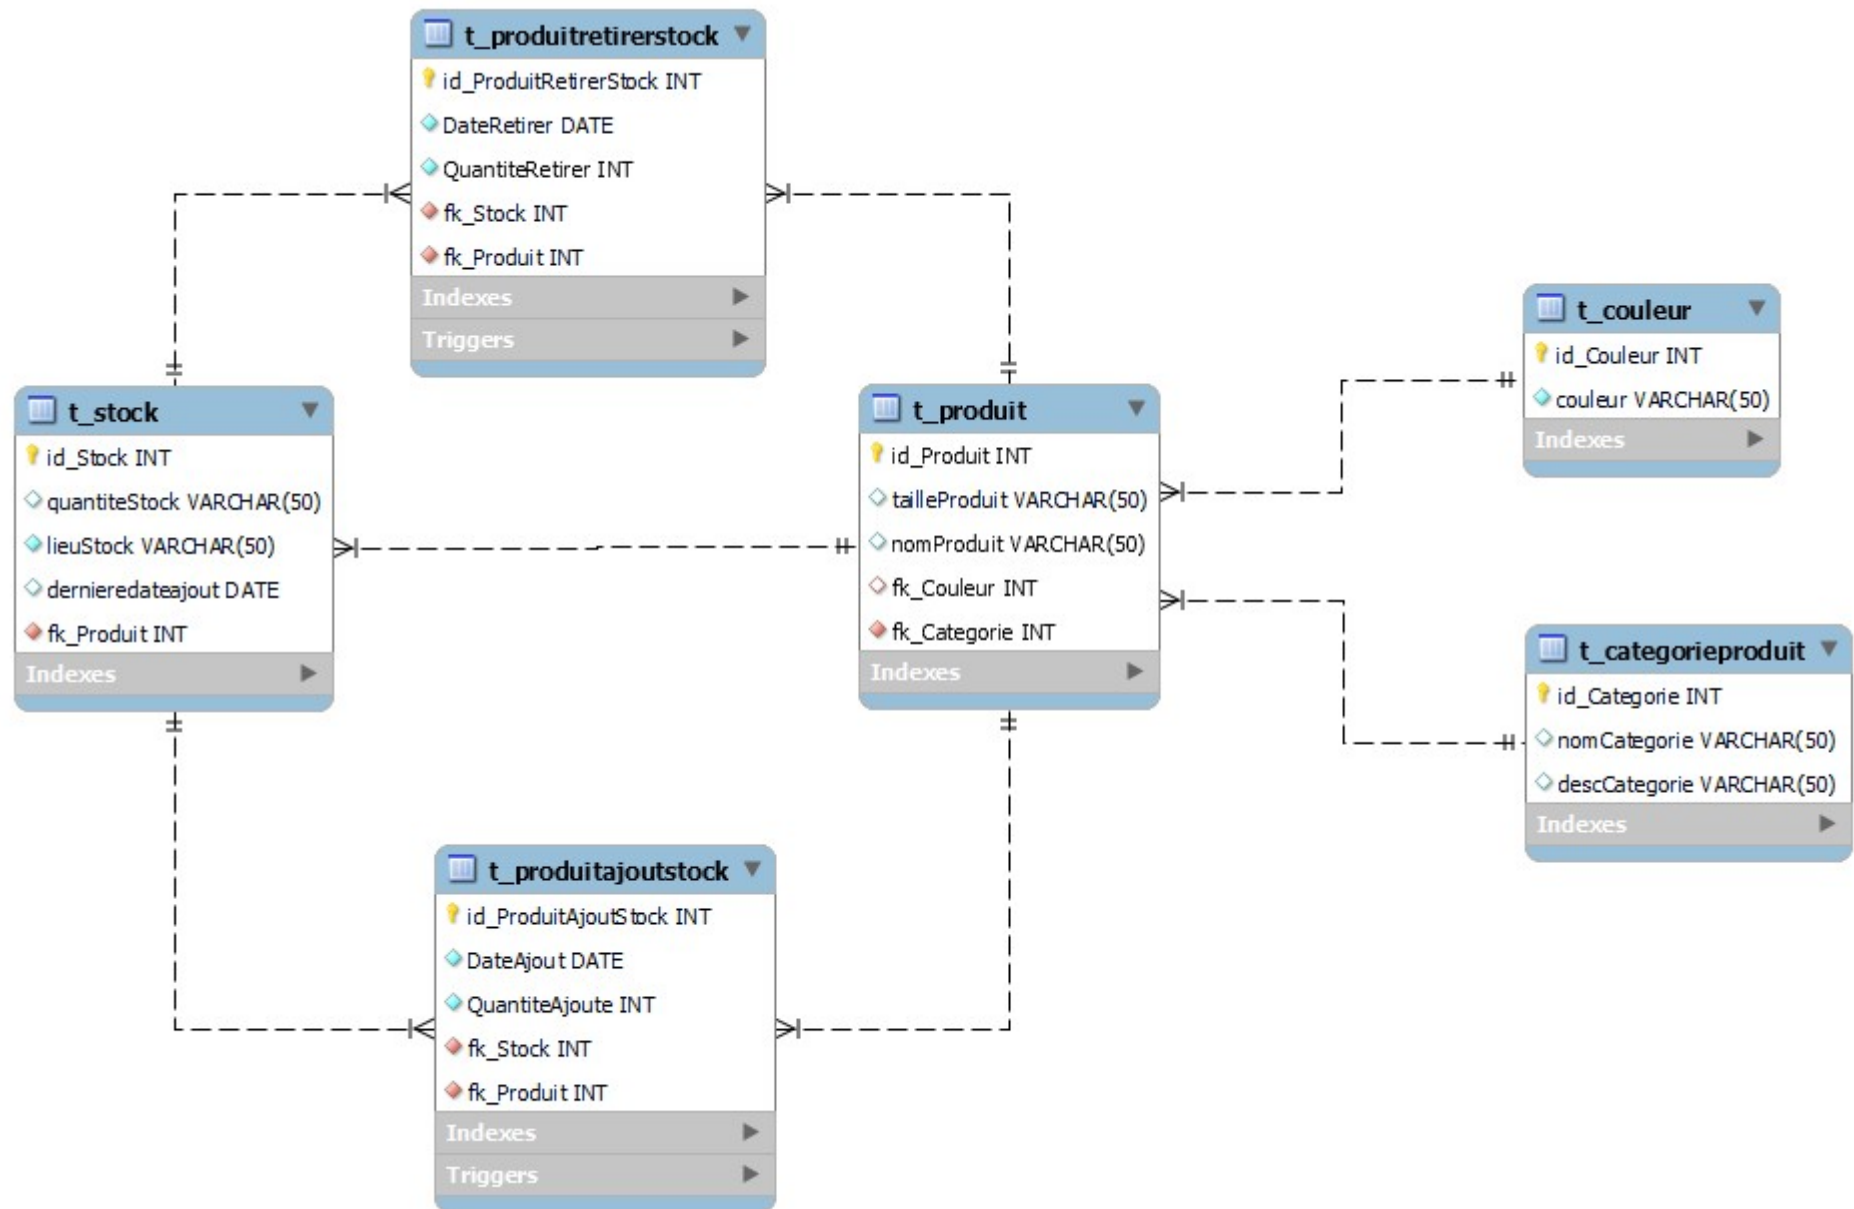 t_produitretirerstock
id_ProduitRetirerStock INT
DateRetirer DATE
QuantiteRetirer INT
fk_Stock INT
fk_Produit INT
Indexes
Triggers
t_stock
id_Stock INT
quantiteStock VARCHAR(50)
lieuStock VARCHAR(50)
dernieredateajout DATE
fk_Produit INT
Indexes
t_produit
id_Produit INT
tailleProduit VARCHAR(50)
nomProduit VARCHAR(50)
fk_Couleur INT
fk_Categorie INT
Indexes
t_couleur
id_Couleur INT
couleur VARCHAR(50)
Indexes
t_categorieproduit
id_Categorie INT
nomCategorie VARCHAR(50)
descCategorie VARCHAR(50)
Indexes
t_produitajoutstock
id_ProduitAjoutStock INT
DateAjout DATE
QuantiteAjoute INT
fk_Stock INT
fk_Produit INT
Indexes
Triggers